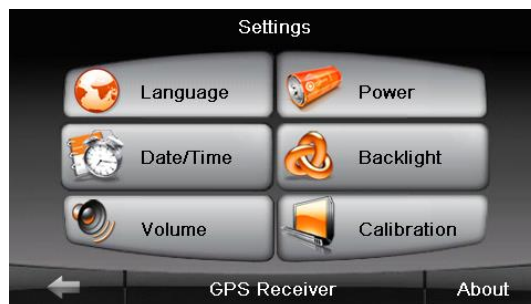 Settings
Language
Power
Date/Time
Backlight
Volume
Calibration
GPS Receiver
About